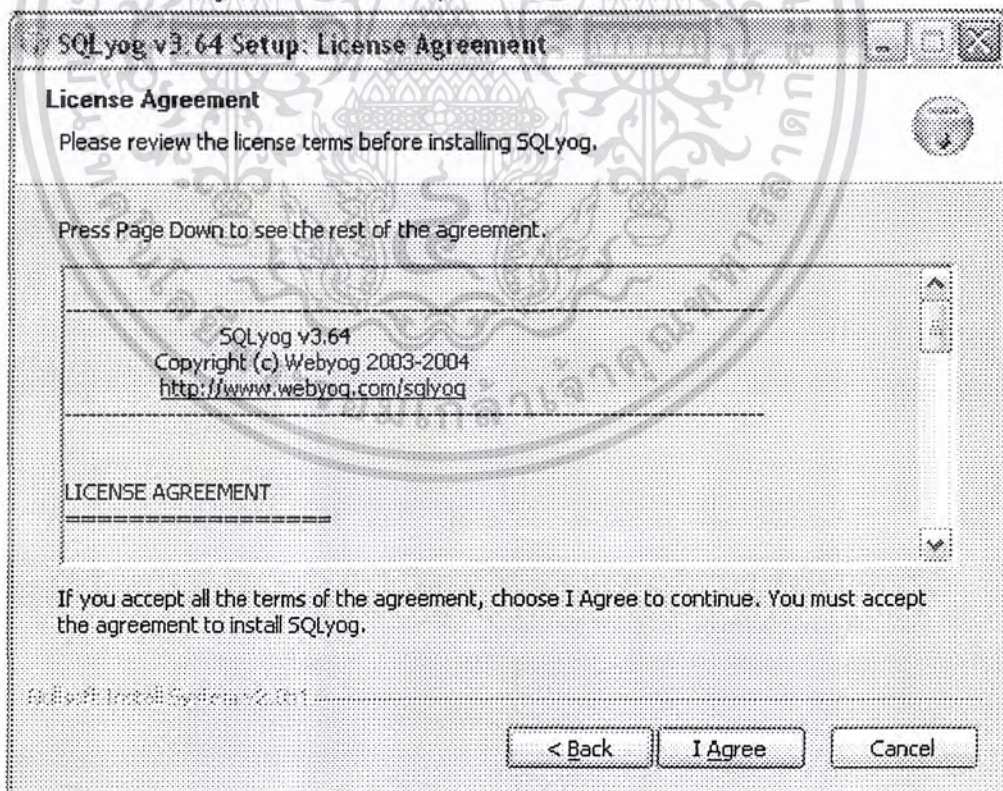 SQLyog v3.64 Setup: License Agreement
License Agreement
Please review the license terms before installing SQLyog.
Press Page Down to see the rest of the agreement.
SQLyog v3.64
Copyright (c) Webyog 2003-2004
http://www.webyog.com/sqlyog
LICENSE AGREEMENT
=================
If you accept all the terms of the agreement, choose I Agree to continue. You must accept
the agreement to install SQLyog.
Nullsoft Install System
< Back
I Agree
Cancel